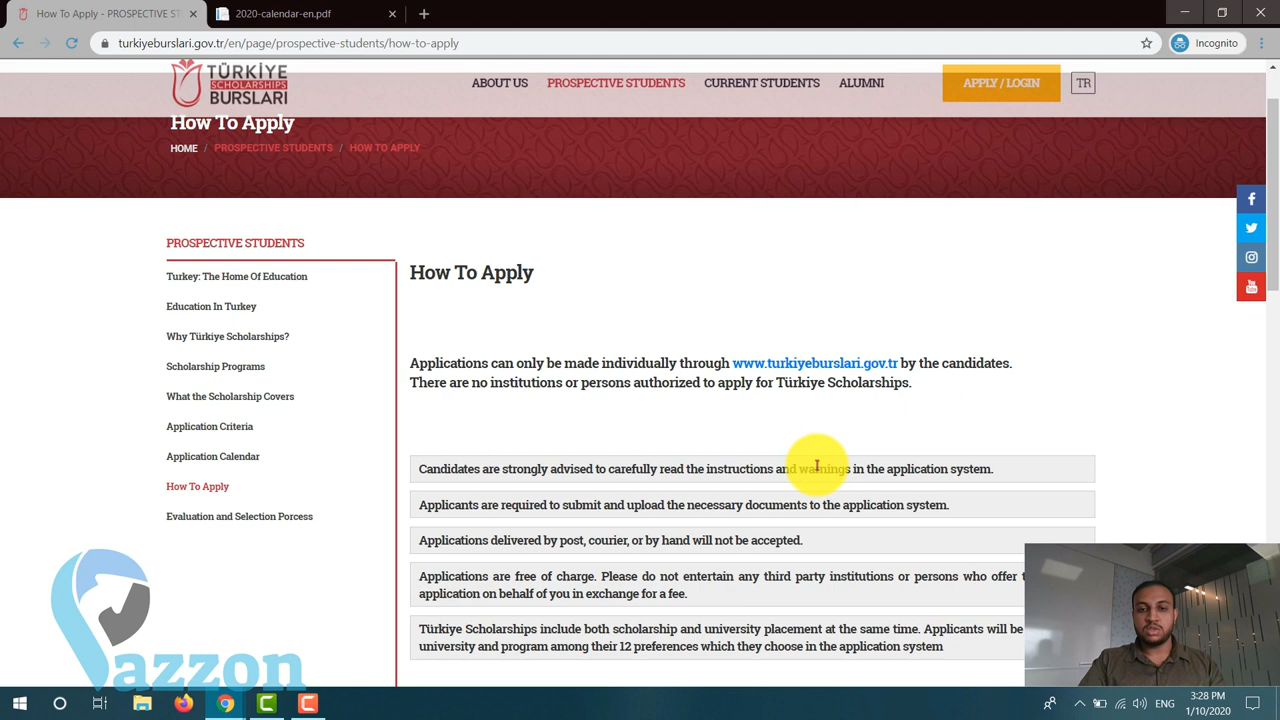 How To Apply - PROSPECTIVE ST
2020-calendar-en.pdf
turkiyeburslari.gov.tr/en/page/prospective-students/how-to-apply
Incognito
TÜRKİYE
SCHOLARSHIPS
BURSLARI
ABOUT US
PROSPECTIVE STUDENTS
CURRENT STUDENTS
ALUMNI
APPLY / LOGIN
TR
How To Apply
HOME / PROSPECTIVE STUDENTS / HOW TO APPLY
PROSPECTIVE STUDENTS
Turkey: The Home Of Education
Education In Turkey
Why Türkiye Scholarships?
Scholarship Programs
What the Scholarship Covers
Application Criteria
Application Calendar
How To Apply
Evaluation and Selection Porcess
How To Apply
Applications can only be made individually through www.turkiyeburslari.gov.tr by the candidates.
There are no institutions or persons authorized to apply for Türkiye Scholarships.
Candidates are strongly advised to carefully read the instructions and warnings in the application system.
Applicants are required to submit and upload the necessary documents to the application system.
Applications delivered by post, courier, or by hand will not be accepted.
Applications are free of charge. Please do not entertain any third party institutions or persons who offer
application on behalf of you in exchange for a fee.
Türkiye Scholarships include both scholarship and university placement at the same time. Applicants will be
university and program among their 12 preferences which they choose in the application system
azzon
ENG
3:28 PM
1/10/2020